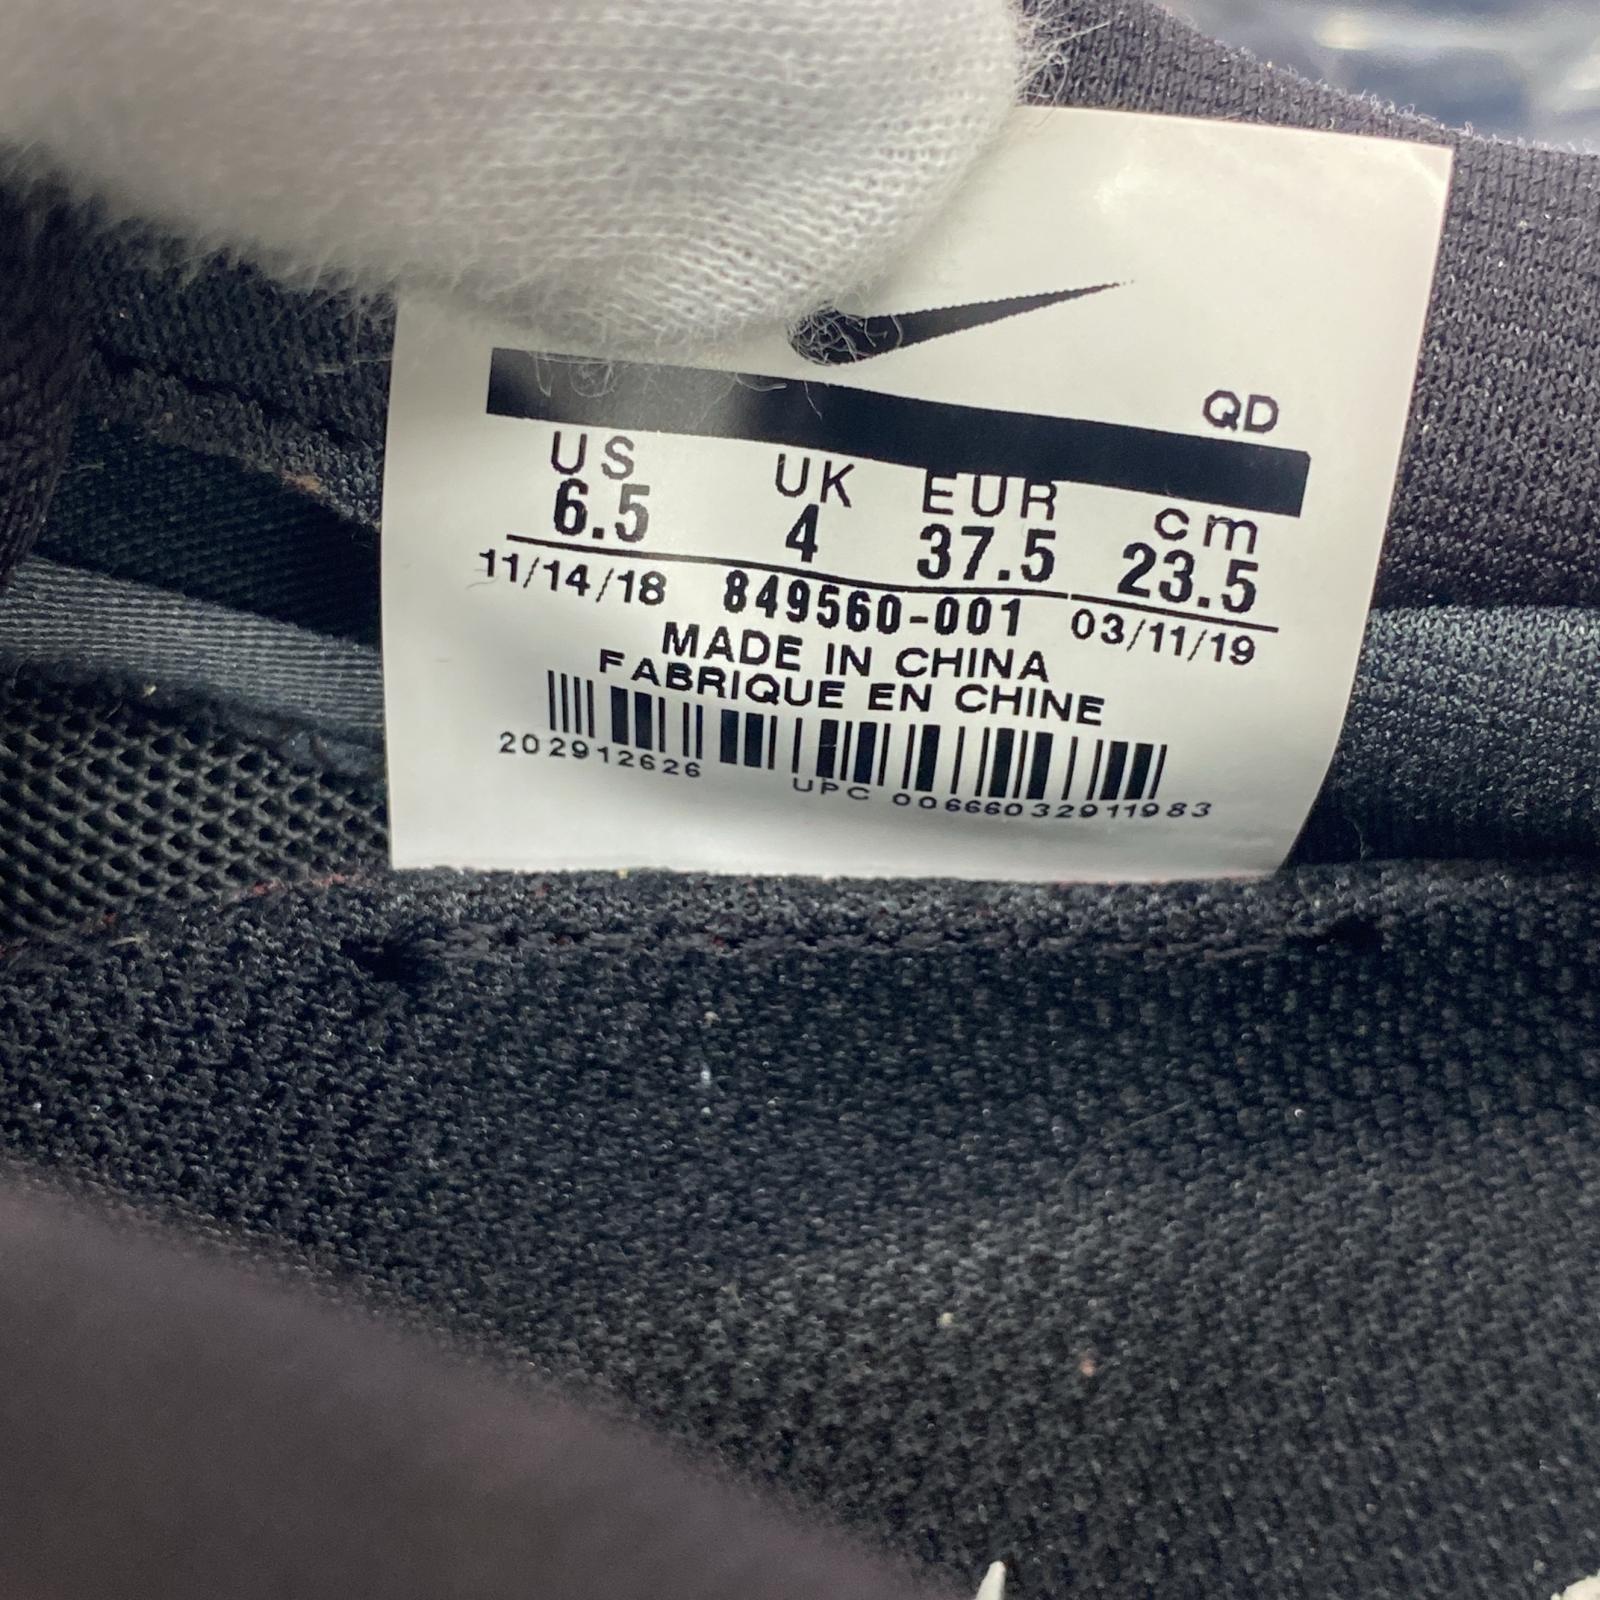 QD
US UK EUR cm
6.5 4 37.5 23.5
11/14/18 849560-001 03/11/19
MADE IN CHINA
FABRIQUE EN CHINE
202912626 UPC 00666032911983